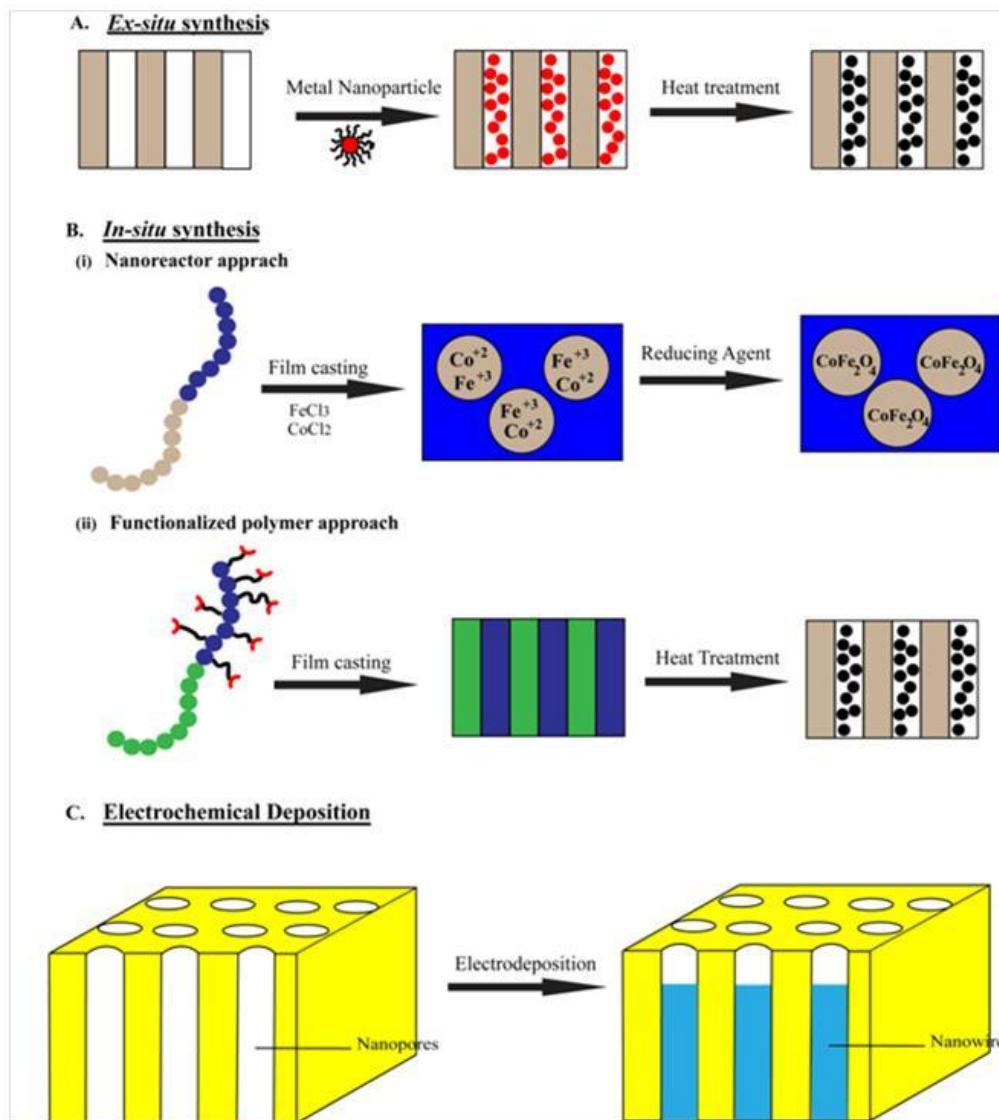 A. Ex-situ synthesis
Metal Nanoparticle
Heat treatment
B. In-situ synthesis
(i) Nanoreactor apprach
Film casting
FeCl3
CoCl2
Co+2
Fe+3
Fe+3
Co+2
Fe+3
Co+2
Reducing Agent
CoFe2O4
CoFe2O4
CoFe2O4
(ii) Functionalized polymer approach
Film casting
Heat Treatment
C. Electrochemical Deposition
Electrodeposition
Nanopores
Nanowire